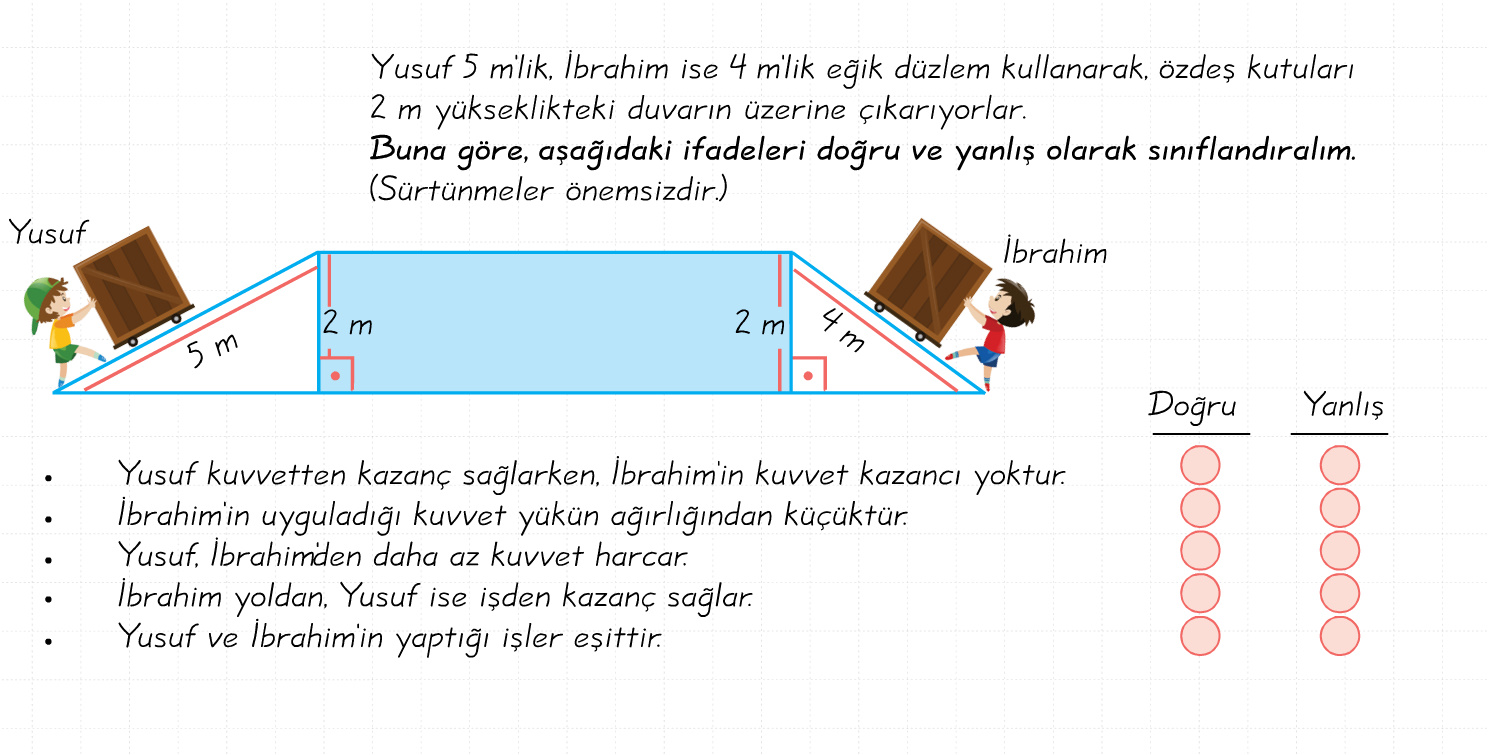 Yusuf 5 m'lik, İbrahim ise 4 m'lik eğik düzlem kullanarak, özdeş kutuları
2 m yükseklikteki duvarın üzerine çıkarıyorlar.
Buna göre, aşağıdaki ifadeleri doğru ve yanlış olarak sınıflandıralım.
(Sürtünmeler önemsizdir.)
Yusuf
İbrahim
2 m
2 m
5 m
4 m
Doğru Yanlış
• Yusuf kuvvetten kazanç sağlarken, İbrahim'in kuvvet kazancı yoktur.
• İbrahim'in uyguladığı kuvvet yükün ağırlığından küçüktür.
• Yusuf, İbrahim'den daha az kuvvet harcar.
• İbrahim yoldan, Yusuf ise işden kazanç sağlar.
• Yusuf ve İbrahim'in yaptığı işler eşittir.